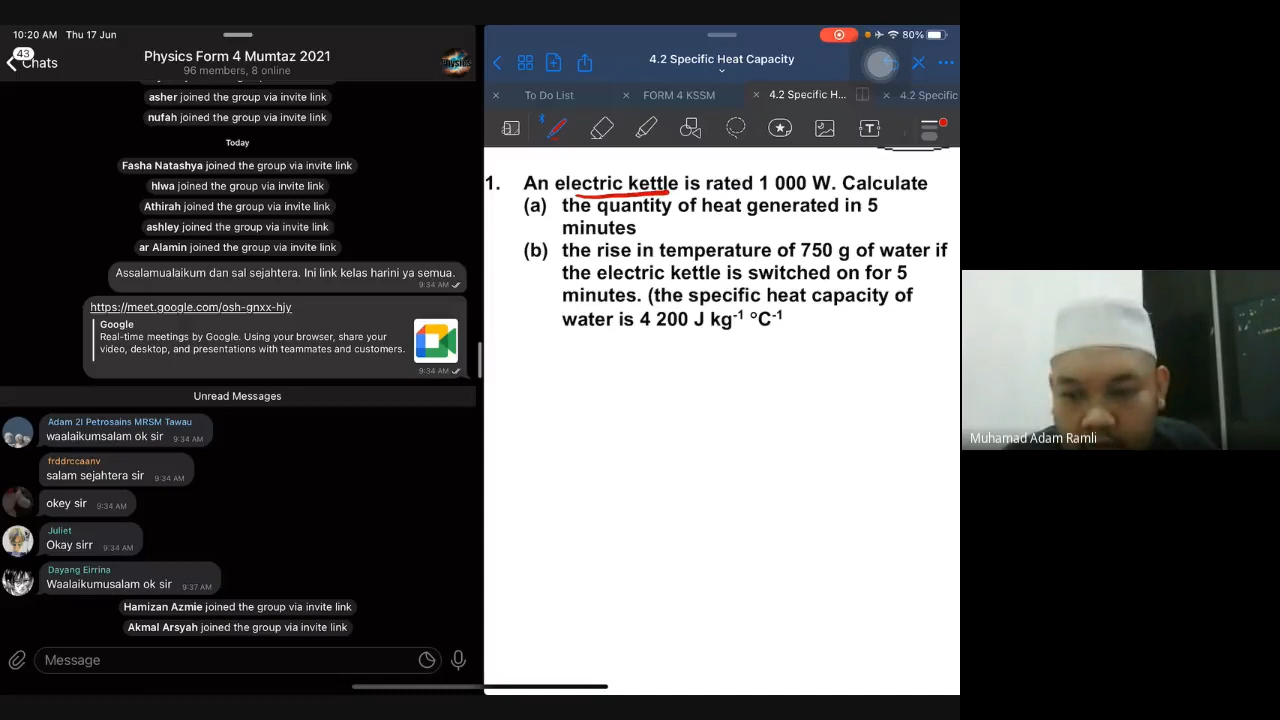 10:20 AM Thu 17 Jun
43
Chats
Physics Form 4 Mumtaz 2021
96 members, 8 online
asher joined the group via invite link
nufah joined the group via invite link
Today
Fasha Natashya joined the group via invite link
hlwa joined the group via invite link
Athirah joined the group via invite link
ashley joined the group via invite link
ar Alamin joined the group via invite link
Assalamualaikum dan sal sejahtera. Ini link kelas harini ya semua.
9:34 AM
https://meet.google.com/osh-gnxx-hjy
Google
Real-time meetings by Google. Using your browser, share your
video, desktop, and presentations with teammates and customers.
9:34 AM
Unread Messages
Adam 2I Petrosains MRSM Tawau
waalaikumsalam ok sir 9:34 AM
frddrccaanv
salam sejahtera sir 9:34 AM
okey sir 9:34 AM
Juliet
Okay sirr 9:34 AM
Dayang Eirrina
Waalaikumusalam ok sir 9:37 AM
Hamizan Azmie joined the group via invite link
Akmal Arsyah joined the group via invite link
Message
80%
4.2 Specific Heat Capacity
To Do List
FORM 4 KSSM
4.2 Specific H...
4.2 Specific
1. An electric kettle is rated 1 000 W. Calculate
(a) the quantity of heat generated in 5
minutes
(b) the rise in temperature of 750 g of water if
the electric kettle is switched on for 5
minutes. (the specific heat capacity of
water is 4 200 J kg⁻¹ °C⁻¹
Muhamad Adam Ramli